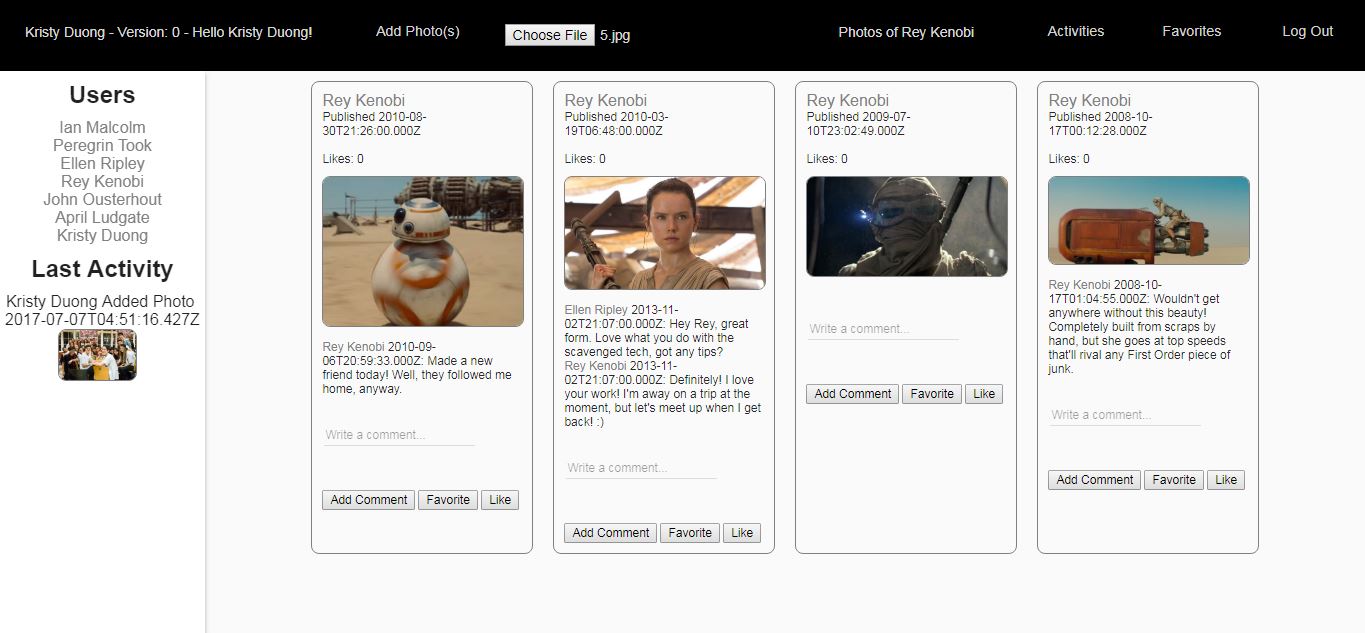 Kristy Duong - Version: 0 - Hello Kristy Duong!
Add Photo(s)
Choose File 5.jpg
Photos of Rey Kenobi
Activities
Favorites
Log Out
Users
Ian Malcolm
Peregrin Took
Ellen Ripley
Rey Kenobi
John Ousterhout
April Ludgate
Kristy Duong
Last Activity
Kristy Duong Added Photo
2017-07-07T04:51:16.427Z
Rey Kenobi
Published 2010-08-
30T21:26:00.000Z
Likes: 0
Rey Kenobi 2010-09-
06T20:59:33.000Z: Made a new
friend today! Well, they followed me
home, anyway.
Write a comment...
Add Comment Favorite Like
Rey Kenobi
Published 2010-03-
19T06:48:00.000Z
Likes: 0
Ellen Ripley 2013-11-
02T21:07:00.000Z: Hey Rey, great
form. Love what you do with the
scavenged tech, got any tips?
Rey Kenobi 2013-11-
02T21:07:00.000Z: Definitely! I love
your work! I'm away on a trip at the
moment, but let's meet up when I get
back! :)
Write a comment...
Add Comment Favorite Like
Rey Kenobi
Published 2009-07-
10T23:02:49.000Z
Likes: 0
Write a comment...
Add Comment Favorite Like
Rey Kenobi
Published 2008-10-
17T00:12:28.000Z
Likes: 0
Rey Kenobi 2008-10-
17T01:04:55.000Z: Wouldn't get
anywhere without this beauty!
Completely built from scraps by
hand, but she goes at top speeds
that'll rival any First Order piece of
junk.
Write a comment...
Add Comment Favorite Like